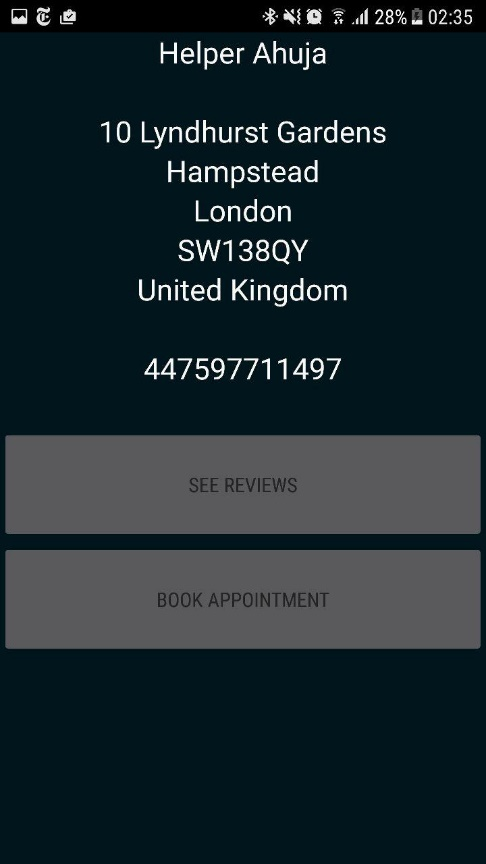 28% 02:35
Helper Ahuja
10 Lyndhurst Gardens
Hampstead
London
SW138QY
United Kingdom
447597711497
SEE REVIEWS
BOOK APPOINTMENT